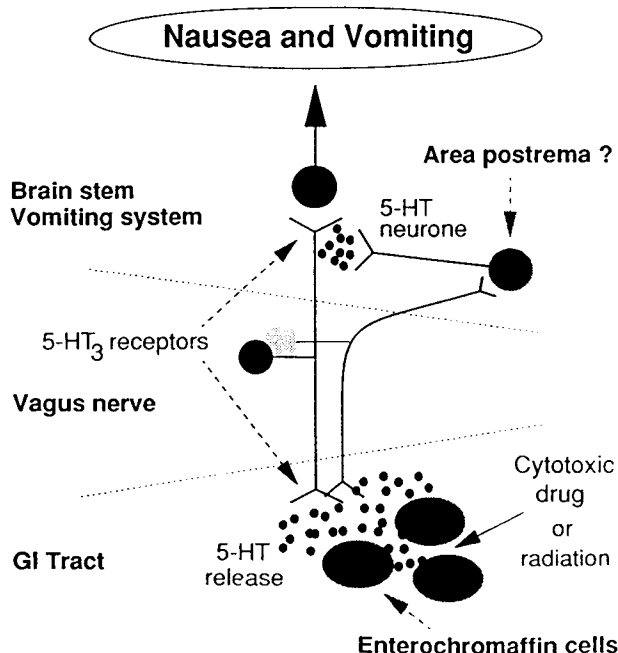 Nausea and Vomiting
Area postrema ?
Brain stem
Vomiting system
5-HT
neurone
5-HT3 receptors
Vagus nerve
Cytotoxic
drug
or
radiation
5-HT
release
GI Tract
Enterochromaffin cells